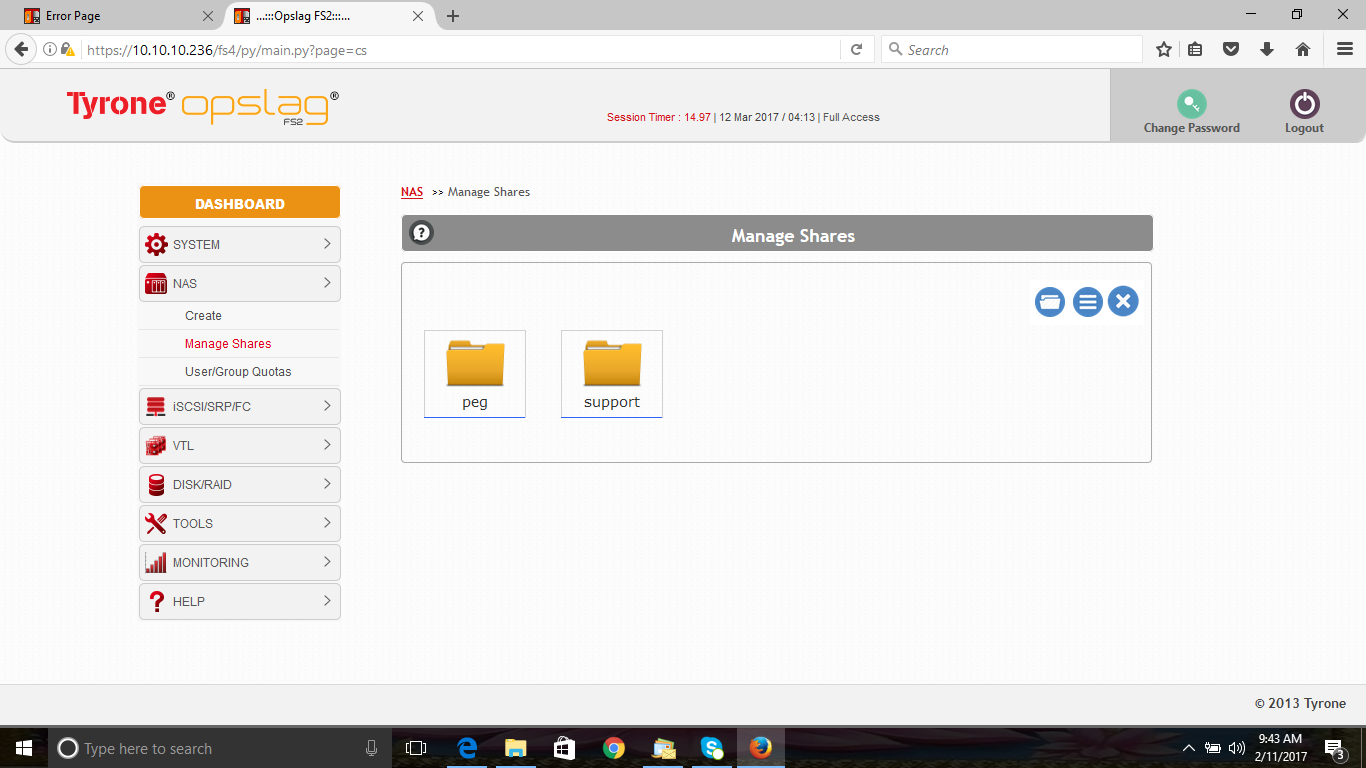 Error Page
...:::Opslag FS2:::...
https://10.10.10.236/fs4/py/main.py?page=cs
Search
Tyrone® opslag®
FS2
Session Timer : 14.97 | 12 Mar 2017 / 04:13 | Full Access
Change Password
Logout
DASHBOARD
SYSTEM
NAS
Create
Manage Shares
User/Group Quotas
iSCSI/SRP/FC
VTL
DISK/RAID
TOOLS
MONITORING
HELP
NAS >> Manage Shares
Manage Shares
peg
support
© 2013 Tyrone
Type here to search
9:43 AM
2/11/2017
3